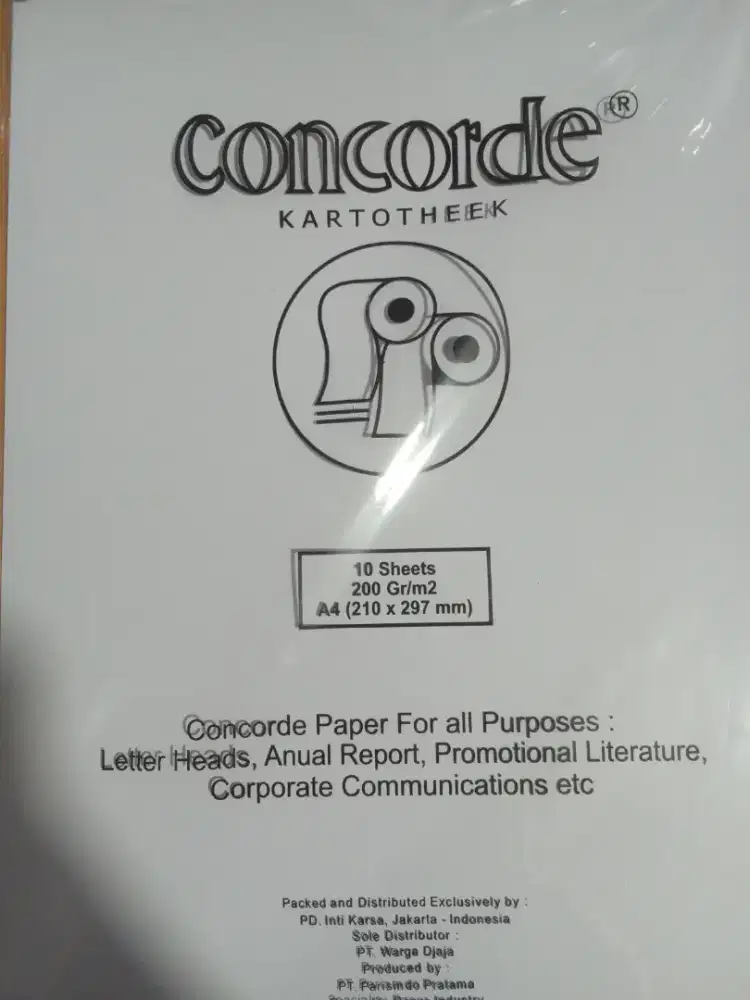 concorde®
KARTOTHEEK
10 Sheets
200 Gr/m2
A4 (210 x 297 mm)
Concorde Paper For all Purposes :
Letter Heads, Anual Report, Promotional Literature,
Corporate Communications etc
Packed and Distributed Exclusively by :
PD. Inti Karsa, Jakarta - Indonesia
Sole Distributor :
PT. Warga Djaja
Produced by :
PT. Parisindo Pratama
Paper Industry